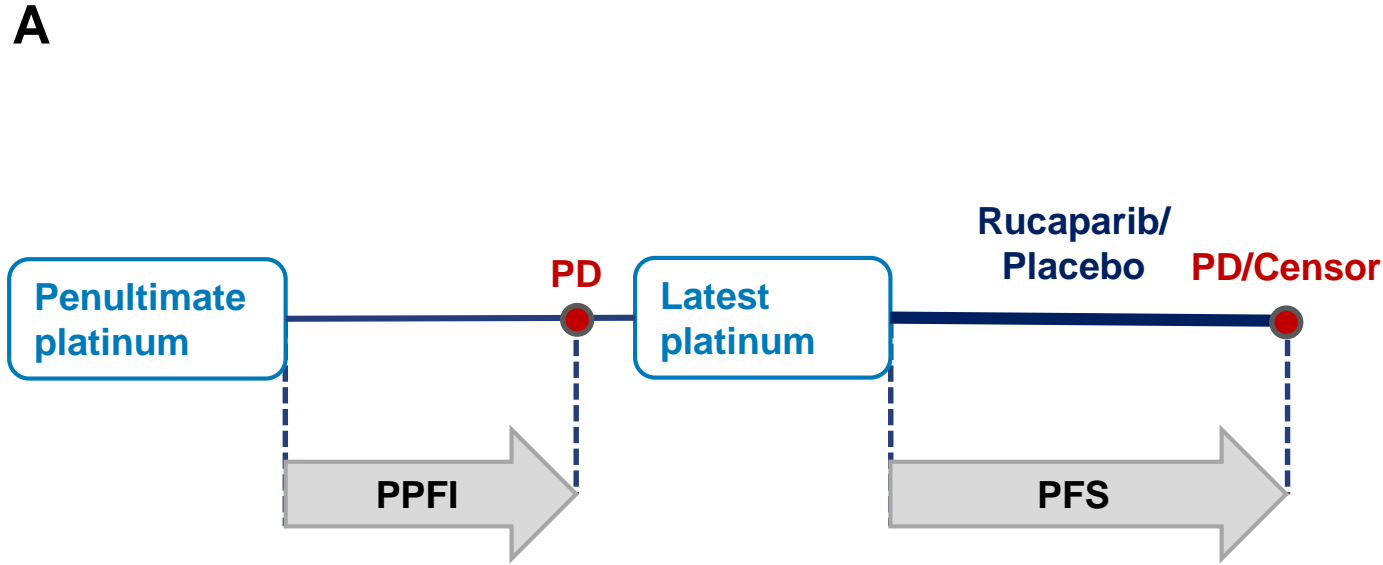 A
Rucaparib/
Placebo
PD/Censor
PD
Penultimate
platinum
Latest
platinum
PPFI
PFS